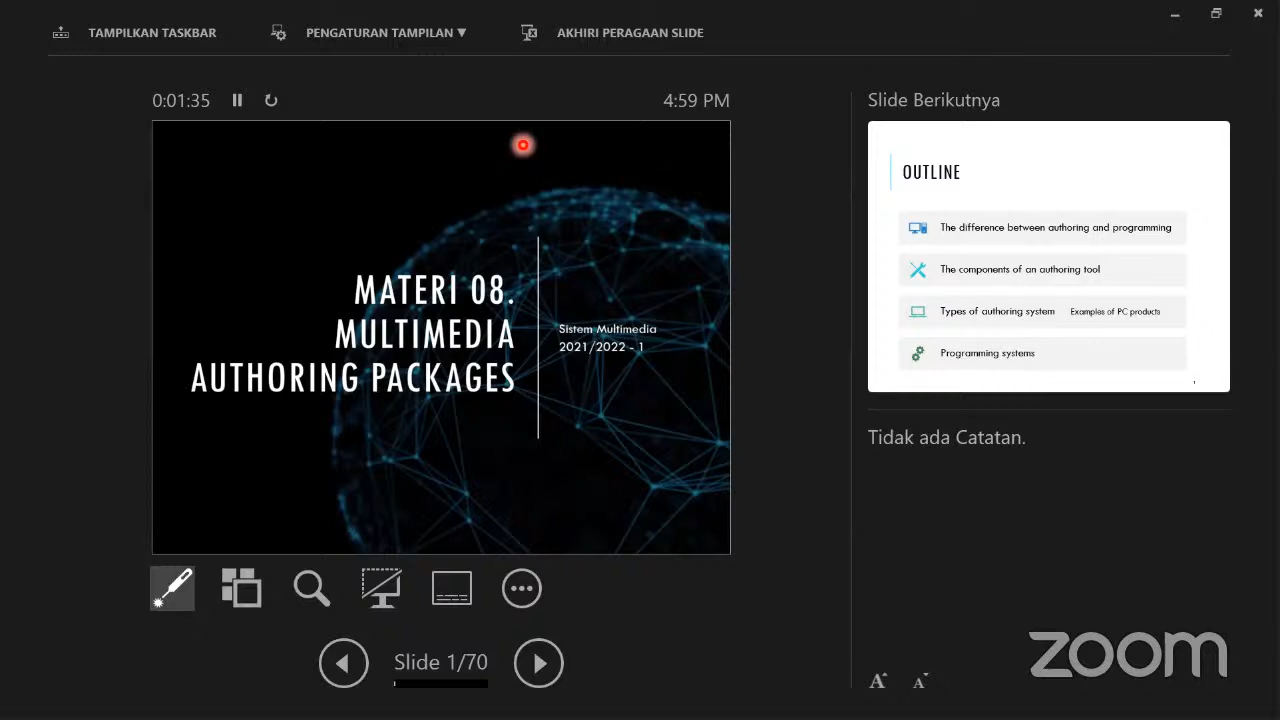 TAMPILKAN TASKBAR
PENGATURAN TAMPILAN ▼
AKHIRI PERAGAAN SLIDE
0:01:35
4:59 PM
MATERI 08.
MULTIMEDIA
AUTHORING PACKAGES
Sistem Multimedia
2021/2022 - 1
Slide 1/70
Slide Berikutnya
OUTLINE
The difference between authoring and programming
The components of an authoring tool
Types of authoring system Examples of PC products
Programming systems
Tidak ada Catatan.
A A
zoom